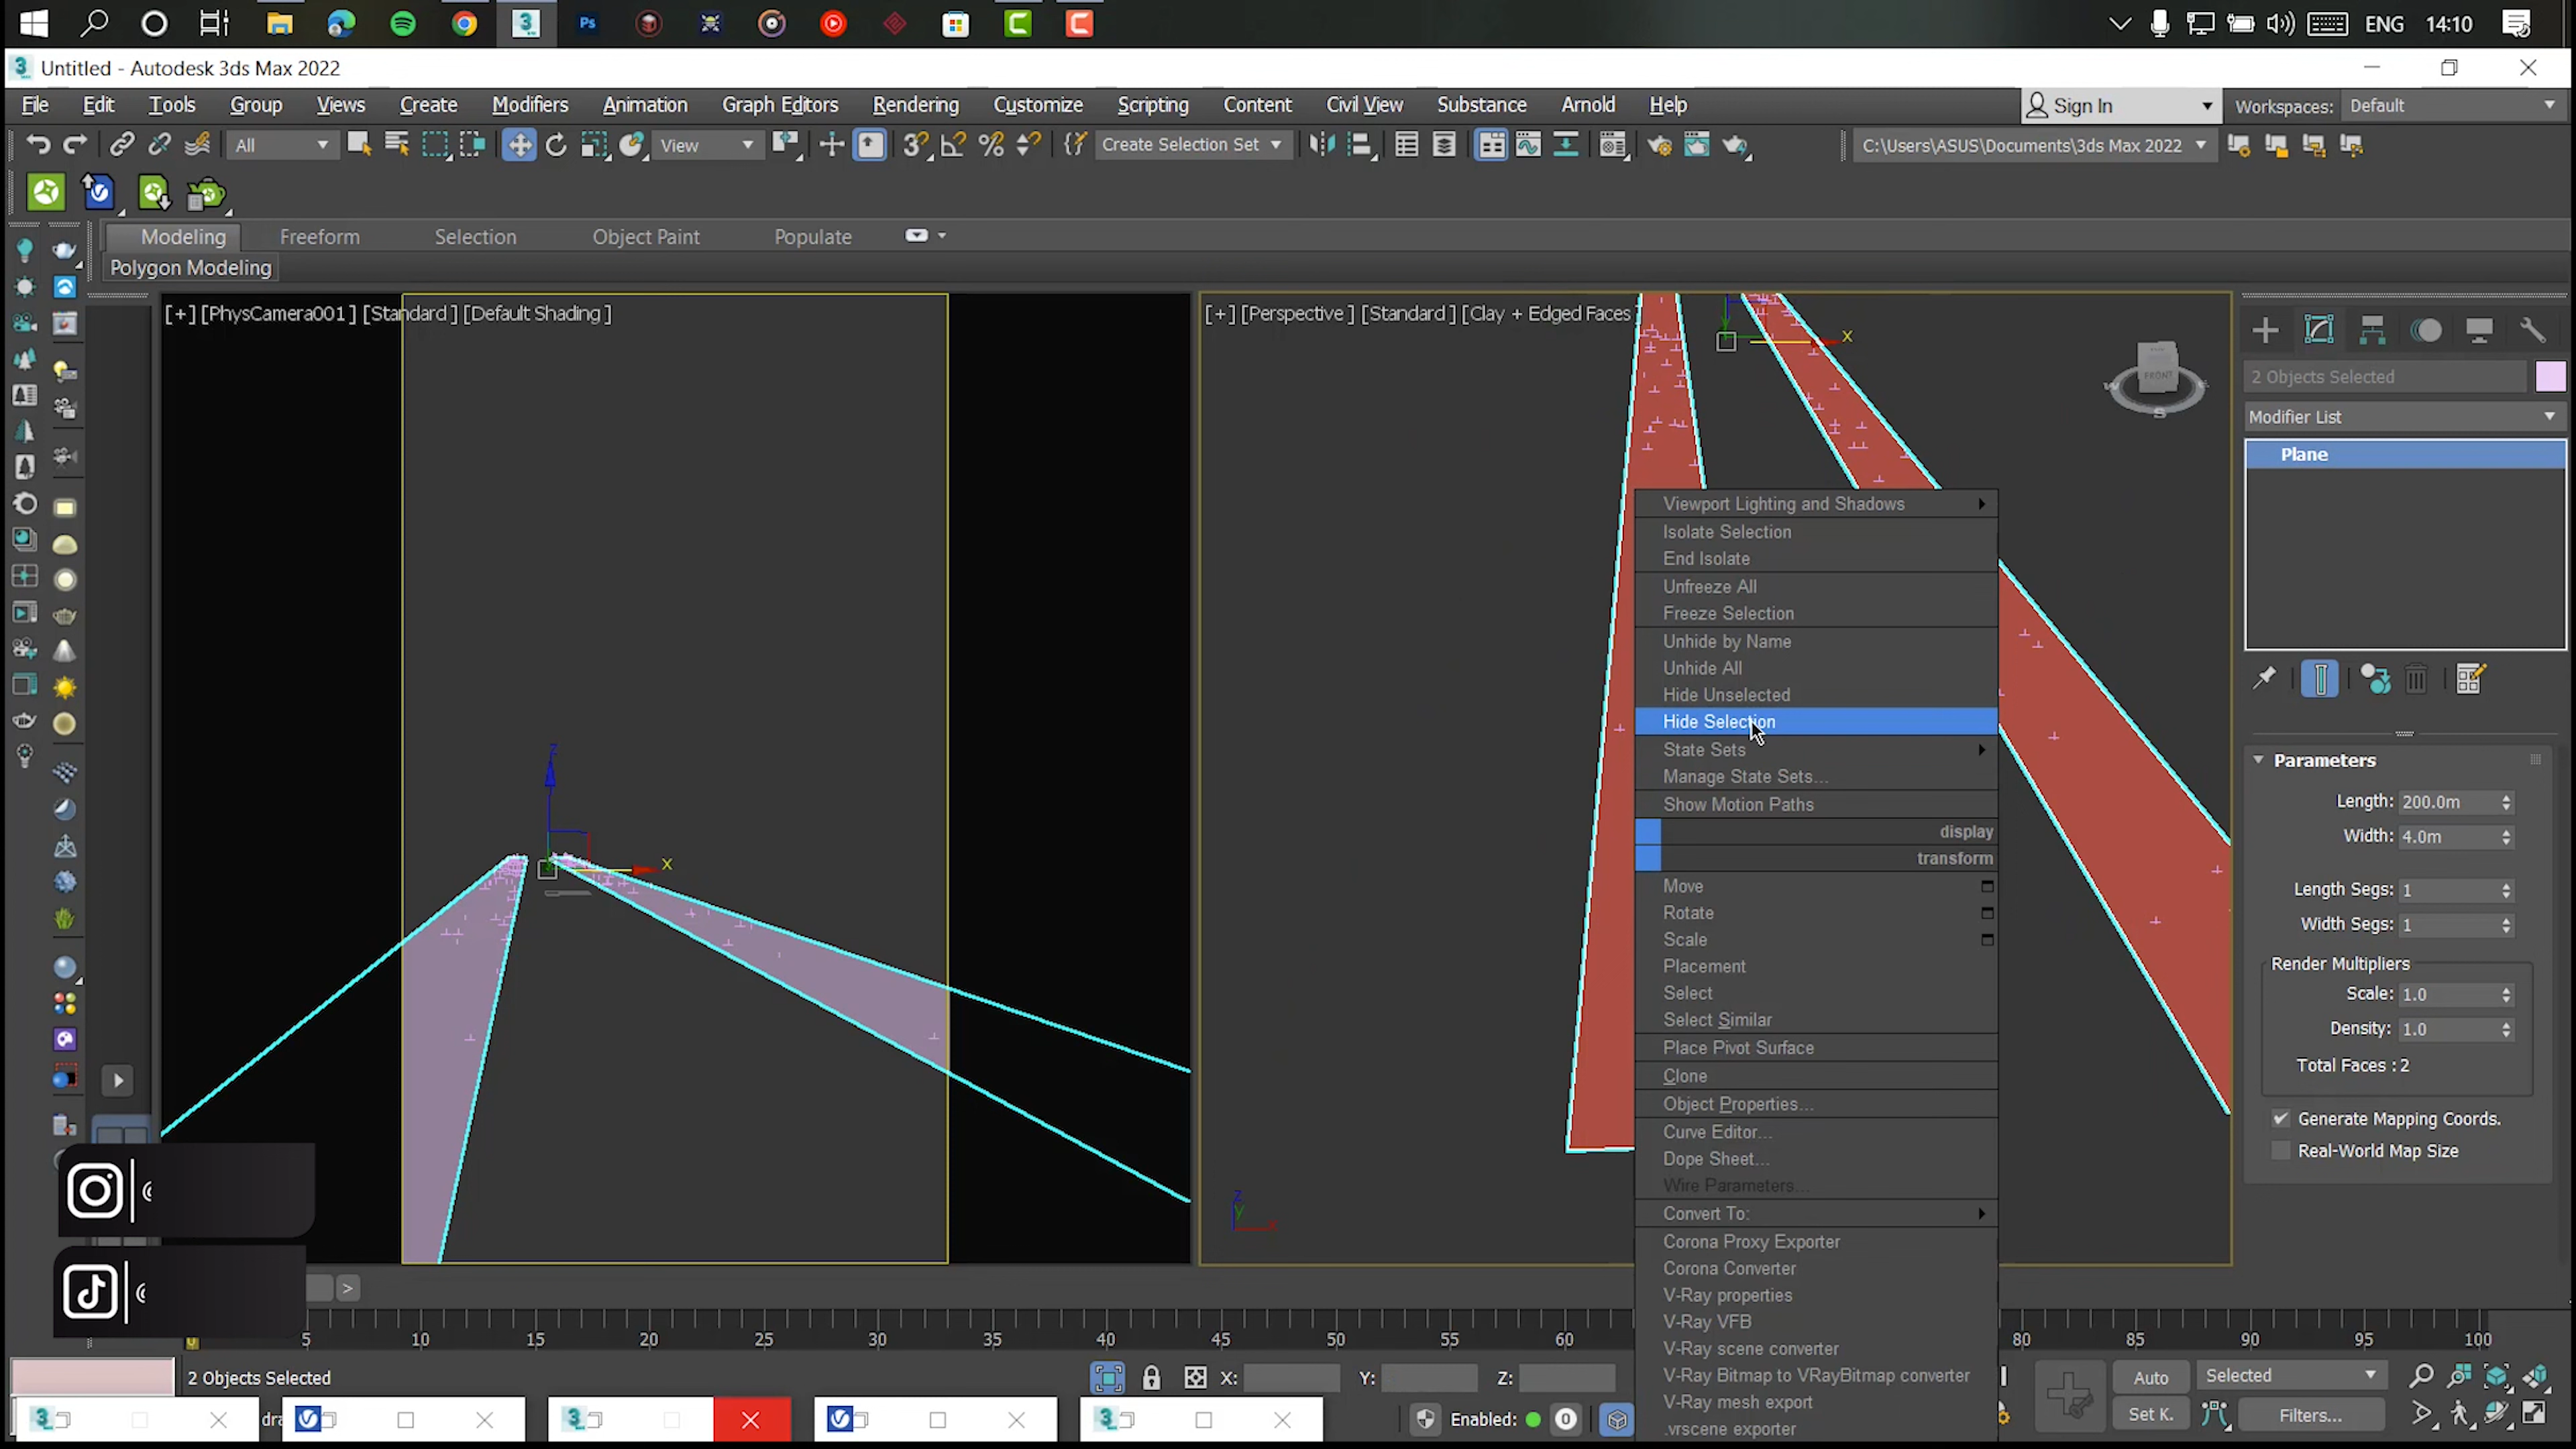 ENG
14:10
Untitled - Autodesk 3ds Max 2022
File Edit Tools Group Views Create Modifiers Animation Graph Editors Rendering Customize Scripting Content Civil View Substance Arnold Help
Sign In
Workspaces: Default
All
View
Create Selection Set
C:\Users\ASUS\Documents\3ds Max 2022
Modeling Freeform Selection Object Paint Populate
Polygon Modeling
[+] [PhysCamera001] [Standard] [Default Shading]
[+] [Perspective] [Standard] [Clay + Edged Faces
Z
X
X
FRONT
S
2 Objects Selected
Modifier List
Plane
Viewport Lighting and Shadows
Isolate Selection
End Isolate
Unfreeze All
Freeze Selection
Unhide by Name
Unhide All
Hide Unselected
Hide Selection
State Sets
Manage State Sets...
Show Motion Paths
display
transform
Move
Rotate
Scale
Placement
Select
Select Similar
Place Pivot Surface
Clone
Object Properties...
Curve Editor...
Dope Sheet...
Wire Parameters...
Convert To:
Corona Proxy Exporter
Corona Converter
V-Ray properties
V-Ray VFB
V-Ray scene converter
V-Ray Bitmap to VRayBitmap converter
V-Ray mesh export
.vrscene exporter
Parameters
Length: 200.0m
Width: 4.0m
Length Segs: 1
Width Segs: 1
Render Multipliers
Scale: 1.0
Density: 1.0
Total Faces : 2
Generate Mapping Coords.
Real-World Map Size
Z
y
x
>
0 5 10 15 20 25 30 35 40 45 50 55 60 80 85 90 95 100
2 Objects Selected
X:
Y:
Z:
Auto
Selected
Set K.
Filters...
Enabled:
0